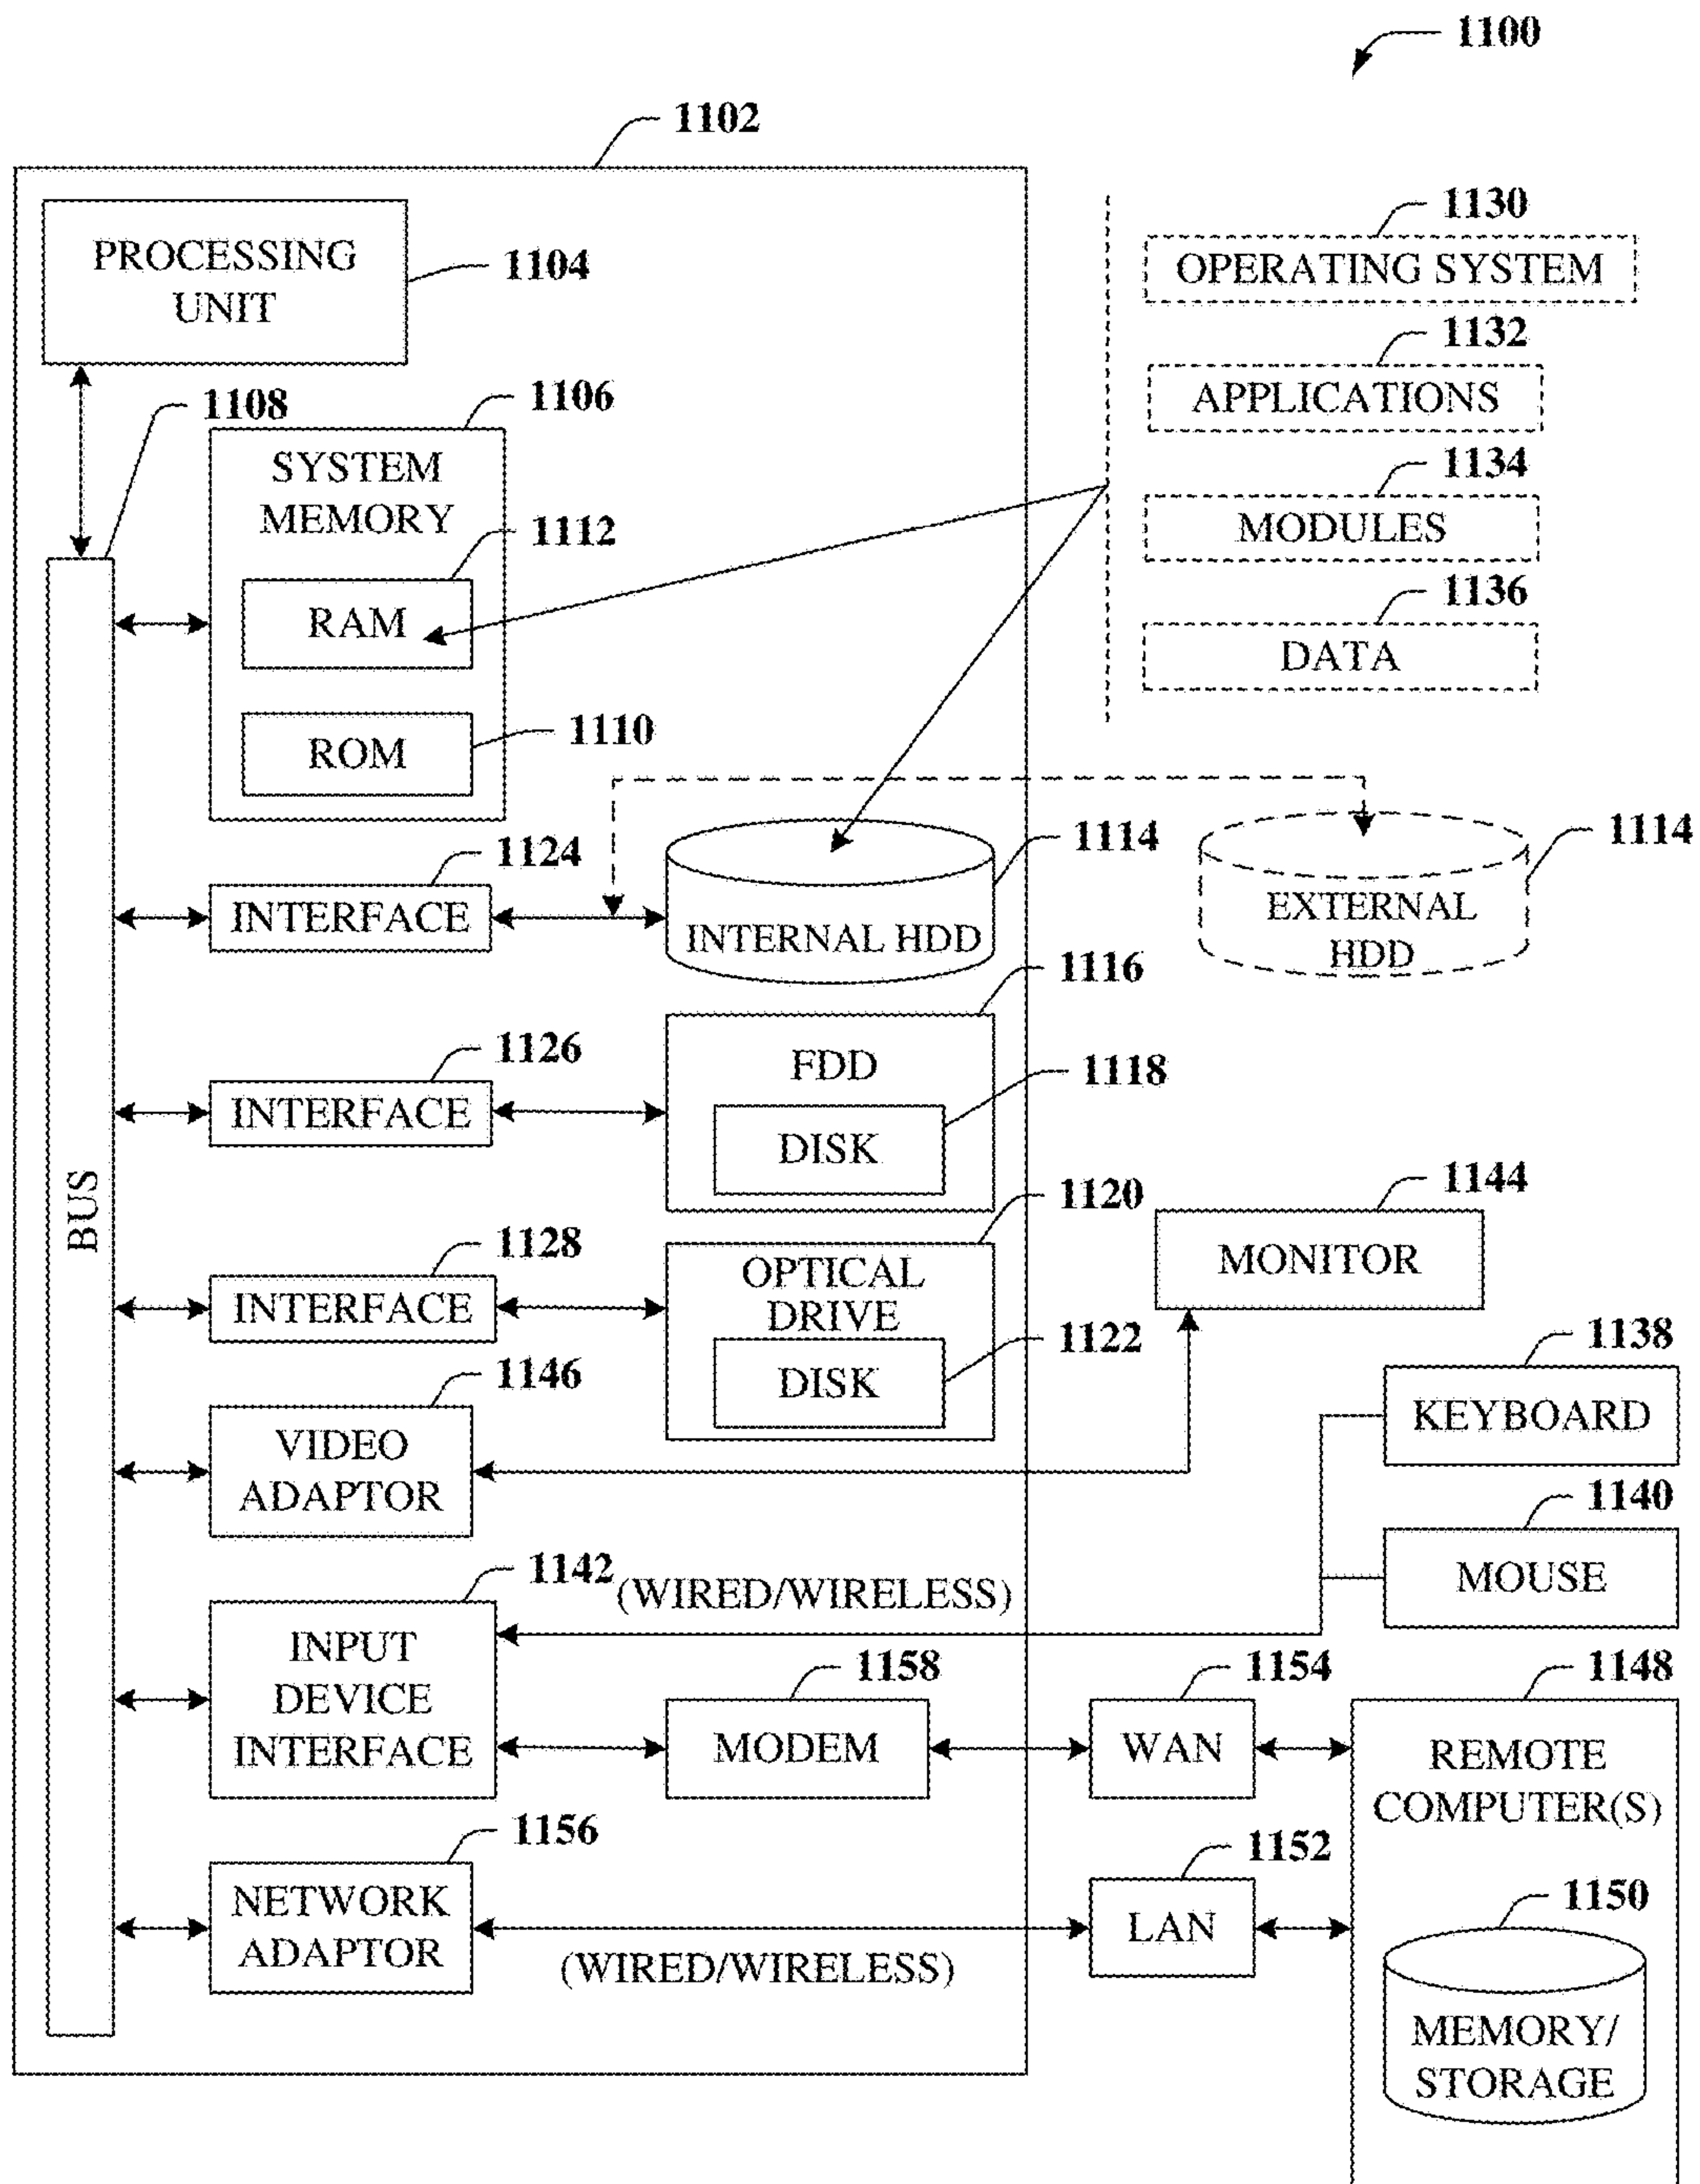 1100
1102
PROCESSING
UNIT
1104
1130
OPERATING SYSTEM
1132
APPLICATIONS
1134
MODULES
1136
DATA
1108
1106
SYSTEM
MEMORY
1112
RAM
1110
ROM
BUS
1124
INTERFACE
1114
INTERNAL HDD
1114
EXTERNAL
HDD
1126
INTERFACE
1116
FDD
1118
DISK
1128
INTERFACE
1120
OPTICAL
DRIVE
1122
DISK
1144
MONITOR
1146
VIDEO
ADAPTOR
1138
KEYBOARD
1140
MOUSE
1142
(WIRED/WIRELESS)
INPUT
DEVICE
INTERFACE
1158
MODEM
1154
WAN
1148
REMOTE
COMPUTER(S)
1156
NETWORK
ADAPTOR
(WIRED/WIRELESS)
1152
LAN
1150
MEMORY/
STORAGE